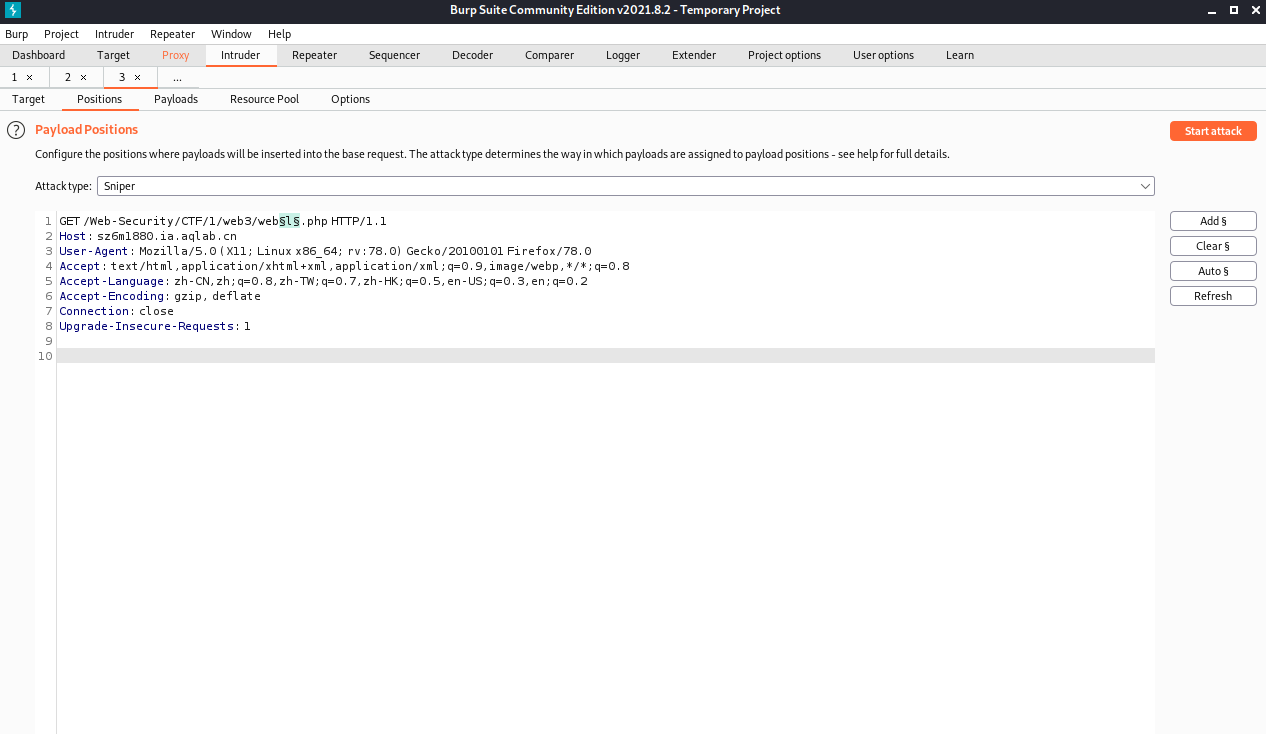 Burp Suite Community Edition v2021.8.2 - Temporary Project
Burp Project Intruder Repeater Window Help
Dashboard Target Proxy Intruder Repeater Sequencer Decoder Comparer Logger Extender Project options User options Learn
1 × 2 × 3 × ...
Target Positions Payloads Resource Pool Options
? Payload Positions
Start attack
Configure the positions where payloads will be inserted into the base request. The attack type determines the way in which payloads are assigned to payload positions - see help for full details.
Attack type: Sniper
1 GET /Web-Security/CTF/1/web3/web§l§.php HTTP/1.1
2 Host: sz6m1880.ia.aqlab.cn
3 User-Agent: Mozilla/5.0 (X11; Linux x86_64; rv:78.0) Gecko/20100101 Firefox/78.0
4 Accept: text/html,application/xhtml+xml,application/xml;q=0.9,image/webp,*/*;q=0.8
5 Accept-Language: zh-CN,zh;q=0.8,zh-TW;q=0.7,zh-HK;q=0.5,en-US;q=0.3,en;q=0.2
6 Accept-Encoding: gzip, deflate
7 Connection: close
8 Upgrade-Insecure-Requests: 1
9
10
Add §
Clear §
Auto §
Refresh